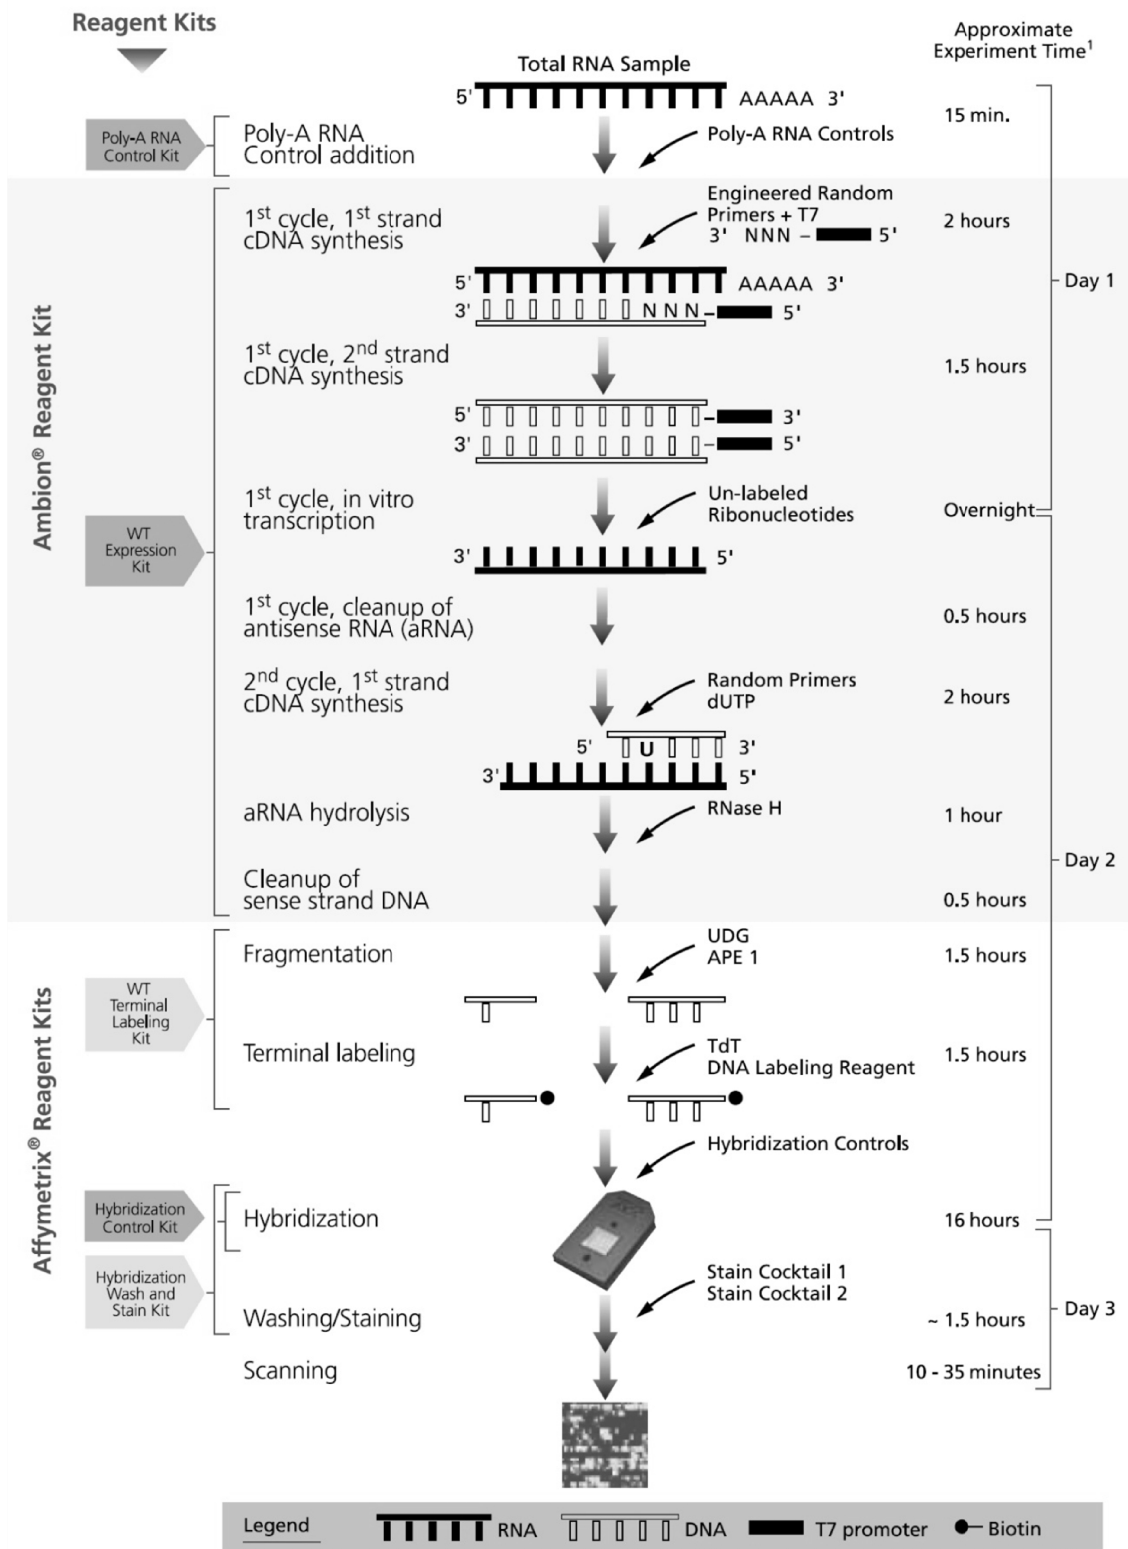 Reagent Kits
Approximate
Experiment Time¹
Total RNA Sample
5' AAAAA 3'
15 min.
Poly-A RNA
Control Kit
Poly-A RNA
Control addition
Poly-A RNA Controls
Ambion® Reagent Kit
1st cycle, 1st strand
cDNA synthesis
Engineered Random
Primers + T7
3' NNN – 5'
2 hours
Day 1
5' AAAAA 3'
3' N N N 5'
1st cycle, 2nd strand
cDNA synthesis
1.5 hours
5' 3'
3' 5'
WT
Expression
Kit
1st cycle, in vitro
transcription
Un-labeled
Ribonucleotides
Overnight
3' 5'
1st cycle, cleanup of
antisense RNA (aRNA)
0.5 hours
2nd cycle, 1st strand
cDNA synthesis
Random Primers
dUTP
2 hours
5' U 3'
3' 5'
aRNA hydrolysis
RNase H
1 hour
Day 2
Cleanup of
sense strand DNA
0.5 hours
Affymetrix® Reagent Kits
Fragmentation
UDG
APE 1
1.5 hours
WT
Terminal
Labeling
Kit
Terminal labeling
TdT
DNA Labeling Reagent
1.5 hours
Hybridization Controls
Hybridization
Control Kit
Hybridization
16 hours
Hybridization
Wash and
Stain Kit
Stain Cocktail 1
Stain Cocktail 2
Washing/Staining
~ 1.5 hours
Day 3
Scanning
10 - 35 minutes
Legend
RNA
DNA
T7 promoter
Biotin